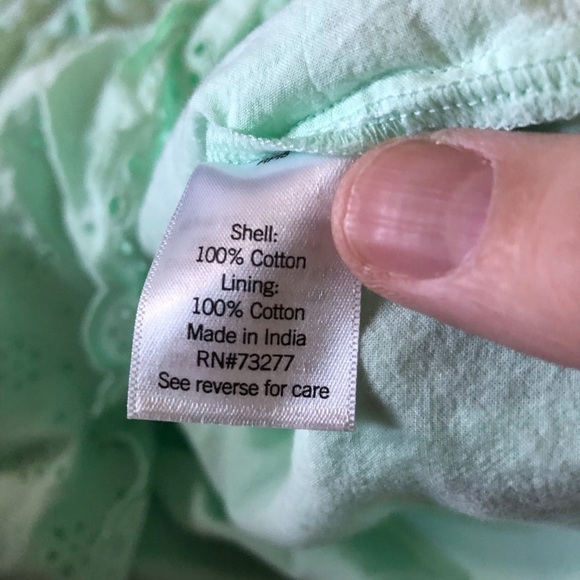 Shell:
100% Cotton
Lining:
100% Cotton
Made in India
RN#73277
See reverse for care